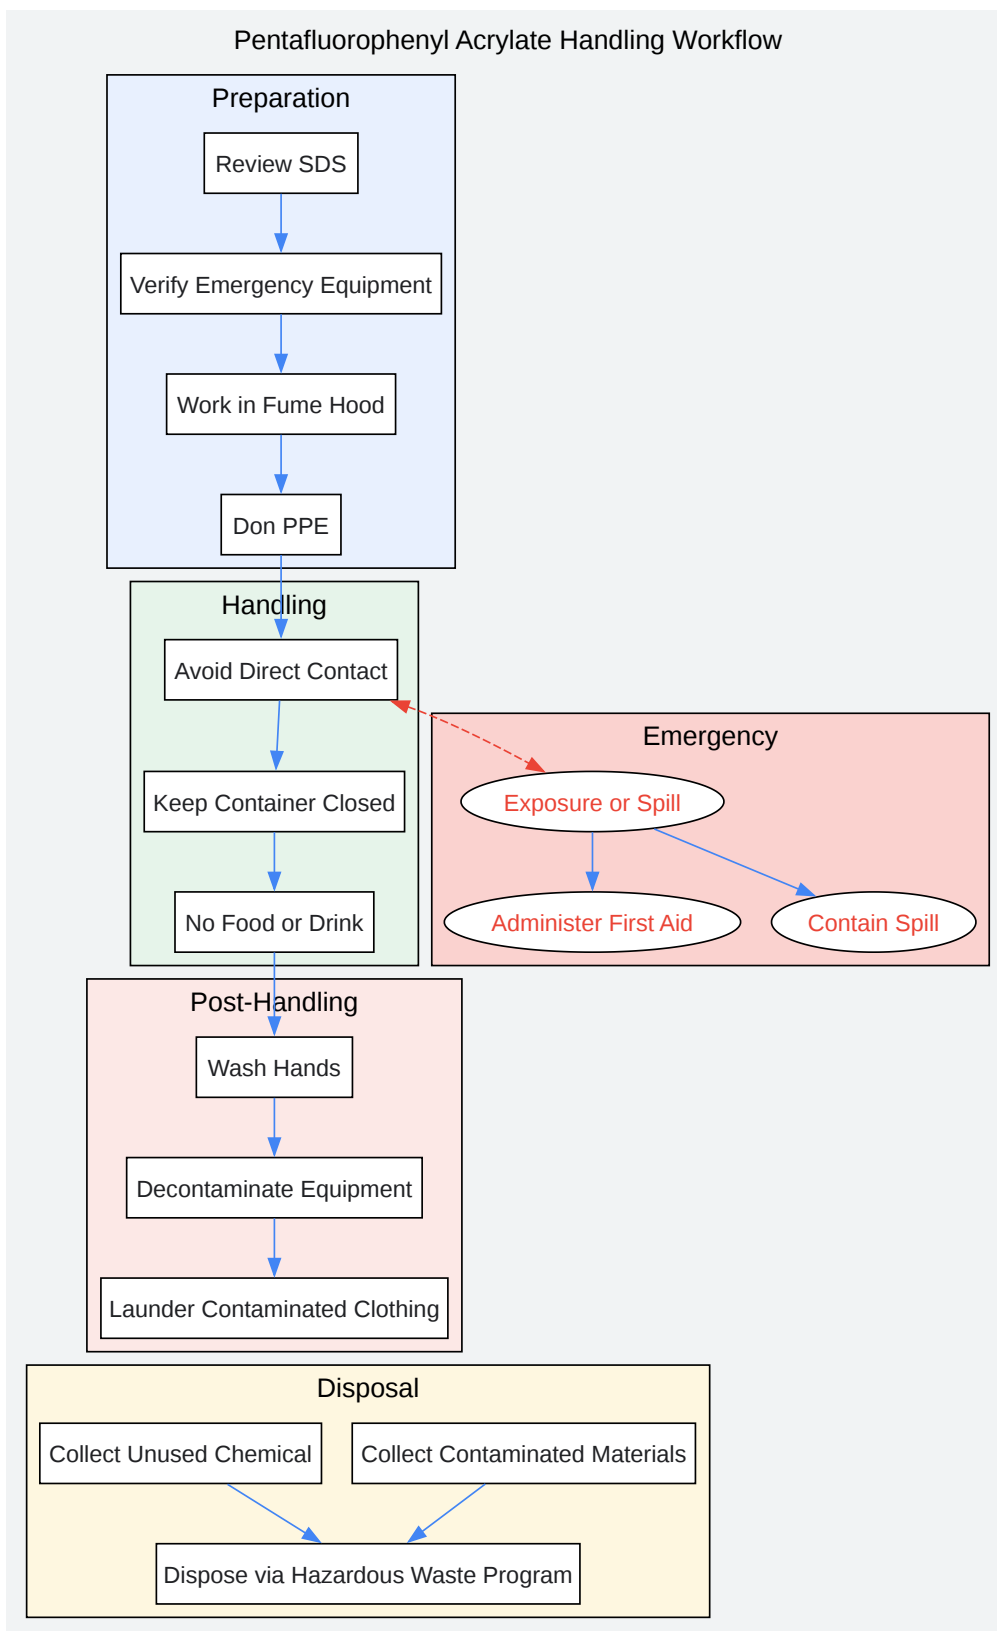 Pentafluorophenyl Acrylate Handling Workflow
Preparation
Review SDS
Verify Emergency Equipment
Work in Fume Hood
Don PPE
Handling
Avoid Direct Contact
Keep Container Closed
No Food or Drink
Emergency
Exposure or Spill
Administer First Aid
Contain Spill
Post-Handling
Wash Hands
Decontaminate Equipment
Launder Contaminated Clothing
Disposal
Collect Unused Chemical
Collect Contaminated Materials
Dispose via Hazardous Waste Program